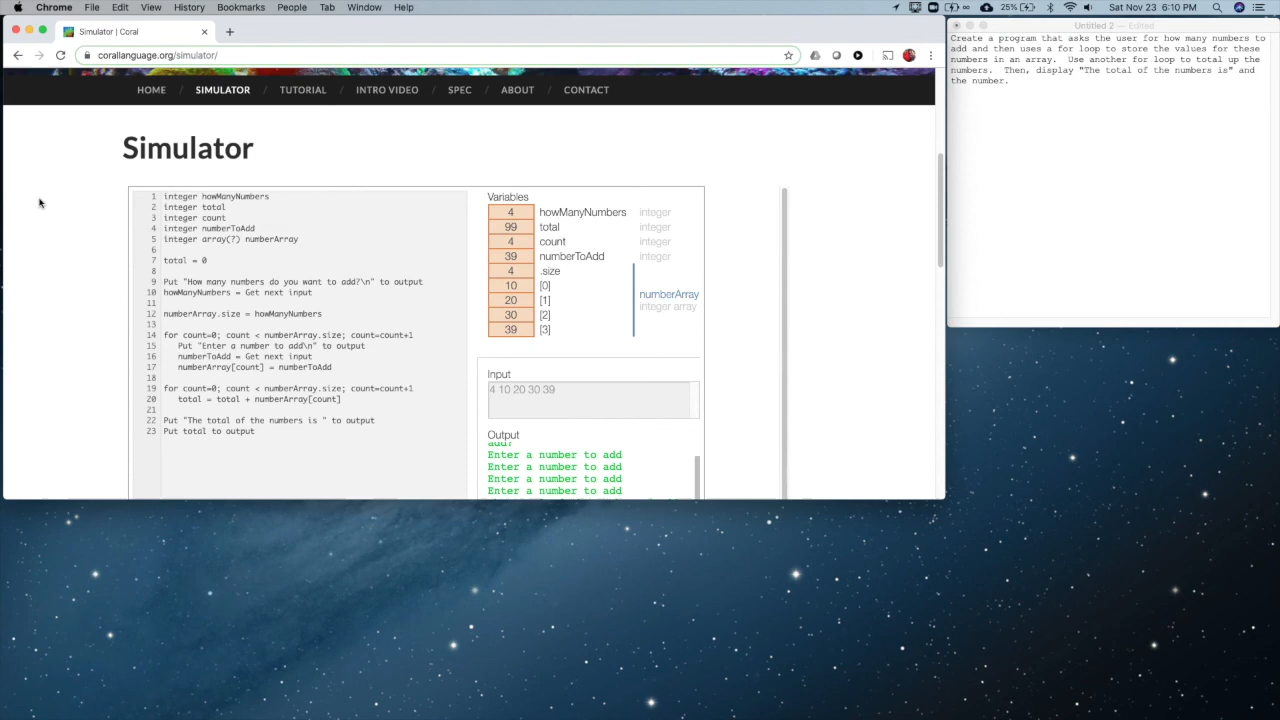 Chrome File Edit View History Bookmarks People Tab Window Help
25% Sat Nov 23 6:10 PM
Simulator | Coral
corallanguage.org/simulator/
HOME / SIMULATOR / TUTORIAL / INTRO VIDEO / SPEC / ABOUT / CONTACT
Simulator
1 integer howManyNumbers
2 integer total
3 integer count
4 integer numberToAdd
5 integer array(?) numberArray
6
7 total = 0
8
9 Put "How many numbers do you want to add?\n" to output
10 howManyNumbers = Get next input
11
12 numberArray.size = howManyNumbers
13
14 for count=0; count < numberArray.size; count=count+1
15 Put "Enter a number to add\n" to output
16 numberToAdd = Get next input
17 numberArray[count] = numberToAdd
18
19 for count=0; count < numberArray.size; count=count+1
20 total = total + numberArray[count]
21
22 Put "The total of the numbers is " to output
23 Put total to output
Variables
4 howManyNumbers integer
99 total integer
4 count integer
39 numberToAdd integer
4 .size
10 [0]
20 [1]
30 [2]
39 [3]
numberArray
integer array
Input
4 10 20 30 39
Output
add?
Enter a number to add
Enter a number to add
Enter a number to add
Enter a number to add
Untitled 2 — Edited
Create a program that asks the user for how many numbers to
add and then uses a for loop to store the values for these
numbers in an array. Use another for loop to total up the
numbers. Then, display "The total of the numbers is" and
the number.